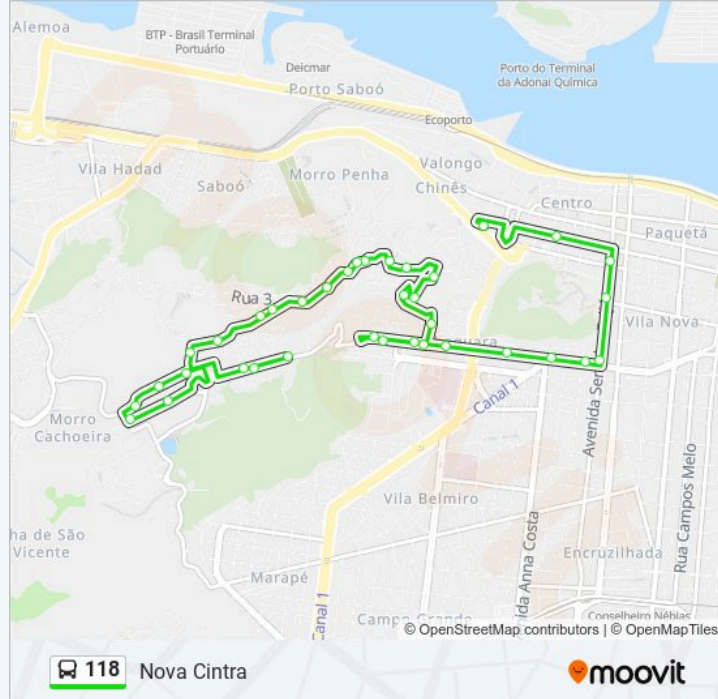 Alemoa
BTP - Brasil Terminal
Portuário
Deicmar
Porto Saboó
Porto do Terminal
da Adonai Química
Ecoporto
Vila Hadad
Saboó
Morro Penha
Valongo
Chinês
Centro
Paquetá
Rua 3
Vila Nova
Canal 1
Avenida Sen
Morro
Cachoeira
Vila Belmiro
Rua Campos Melo
ha de São
Vicente
nida Ana Costa
Encruzilhada
Marapé
Canal 1
Campo Grande
Conselheiro Nébias
© OpenStreetMap contributors | © OpenMapTiles
118 Nova Cintra
moovit